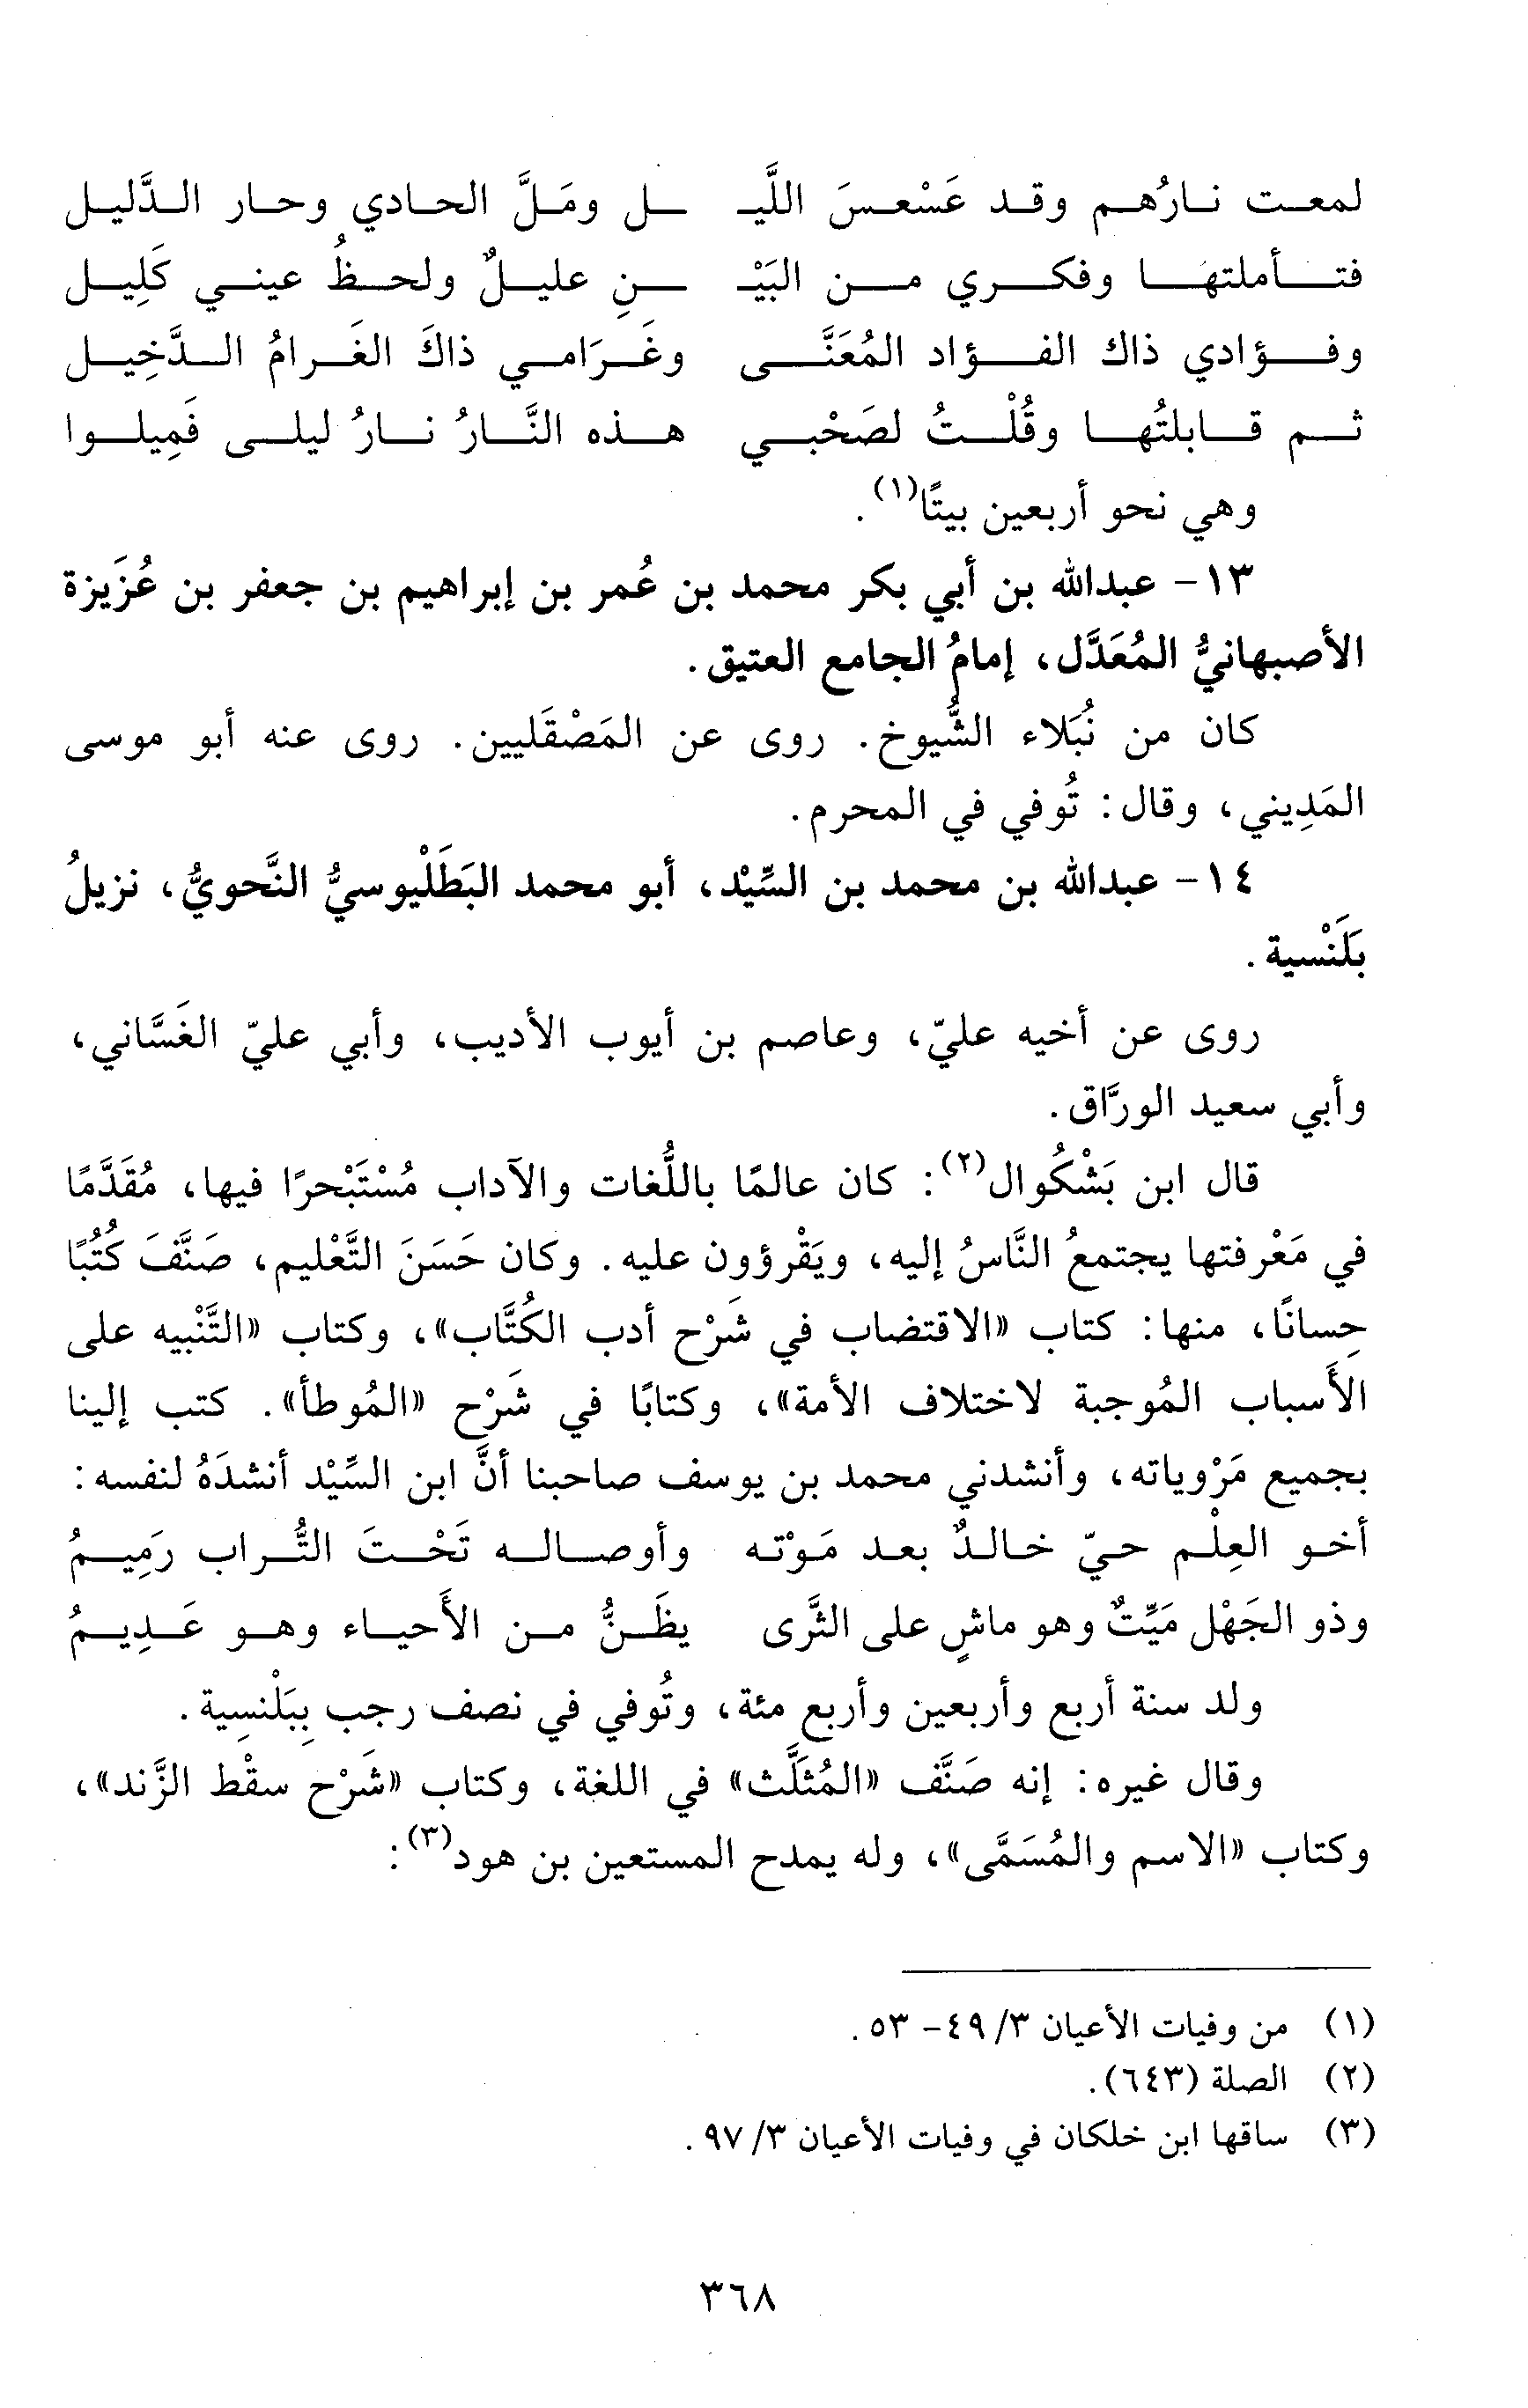 لمعت نارُهم وقد عَسْعسَ اللَّيـ ـل ومَلَّ الحادي وحار الدَّليل
فتأملتها وفكري من البَيْـ ـنِ عليلٌ ولحظُ عيني كَلِيل
وفؤادي ذاك الفؤاد المُعَنَّى وغَرَامي ذاكَ الغَرامُ الدَّخِيل
ثم قابلتُها وقُلْتُ لصَحْبي هذه النَّارُ نارُ ليلى فَمِيلوا
وهي نحو أربعين بيتًا(١).
١٣- عبدالله بن أبي بكر محمد بن عُمر بن إبراهيم بن جعفر بن عُزَيزة
الأصبهانيُّ المُعَدَّل، إمامُ الجامع العتيق.
كان من نُبَلاء الشُّيوخ. روى عن المَصْقَليين. روى عنه أبو موسى
المَدِيني، وقال: تُوفي في المحرم.
١٤- عبدالله بن محمد بن السِّيْد، أبو محمد البَطَلْيوسيُّ النَّحويُّ، نزيلُ
بَلَنْسية.
روى عن أخيه عليّ، وعاصم بن أيوب الأديب، وأبي عليّ الغَسَّاني،
وأبي سعيد الورَّاق.
قال ابن بَشْكُوال(٢): كان عالمًا باللُّغات والآداب مُسْتَبْحرًا فيها، مُقَدَّمًا
في مَعْرفتها يجتمعُ النَّاسُ إليه، ويَقْرؤون عليه. وكان حَسَنَ التَّعْليم، صَنَّفَ كُتُبًا
حِسانًا، منها: كتاب «الاقتضاب في شَرْح أدب الكُتَّاب»، وكتاب «التَّنْبيه على
الأَسباب المُوجبة لاختلاف الأمة»، وكتابًا في شَرْح «المُوطأ». كتب إلينا
بجميع مَرْوياته، وأنشدني محمد بن يوسف صاحبنا أنَّ ابن السِّيْد أنشدَهُ لنفسه:
أخو العِلْم حيّ خالدٌ بعد مَوْته وأوصاله تَحْتَ التُّراب رَمِيمُ
وذو الجَهْل مَيِّتٌ وهو ماشٍ على الثَّرى يظَنُّ من الأَحياء وهو عَدِيمُ
ولد سنة أربع وأربعين وأربع مئة، وتُوفي في نصف رجب بِبَلْنسِية.
وقال غيره: إنه صَنَّف «المُثلَّث» في اللغة، وكتاب «شَرْح سقْط الزَّند»،
وكتاب «الاسم والمُسَمَّى»، وله يمدح المستعين بن هود(٣):
(١) من وفيات الأعيان ٣/ ٤٩- ٥٣.
(٢) الصلة (٦٤٣).
(٣) ساقها ابن خلكان في وفيات الأعيان ٣/ ٩٧.
٣٦٨